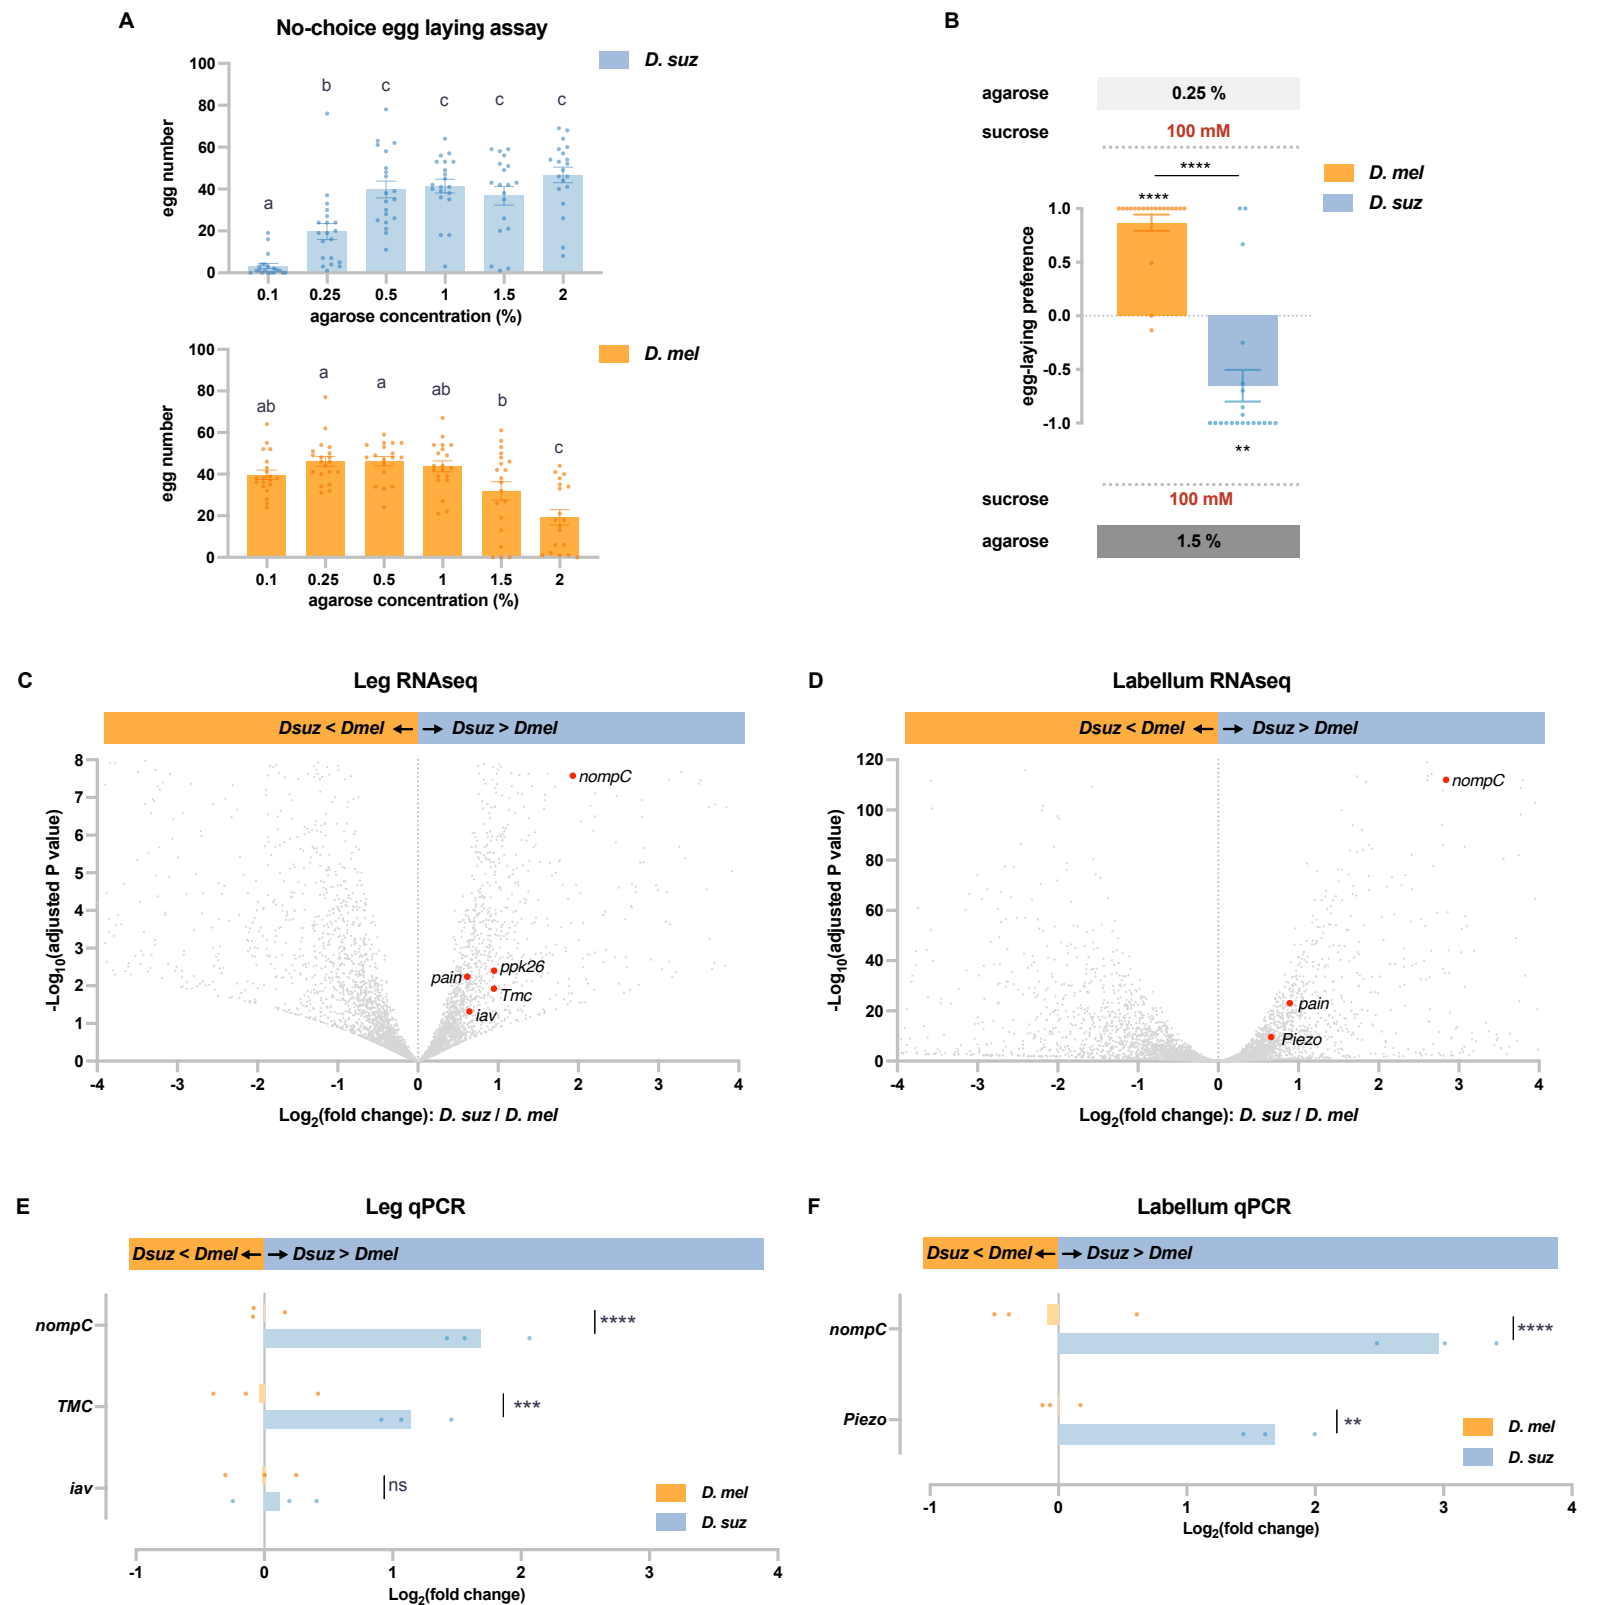 A
No-choice egg laying assay
D. suz
egg number
100
80
60
40
20
0
a
b
c
c
c
c
0.1
0.25
0.5
1
1.5
2
agarose concentration (%)
D. mel
egg number
100
80
60
40
20
0
ab
a
a
ab
b
c
0.1
0.25
0.5
1
1.5
2
agarose concentration (%)
B
agarose
0.25 %
sucrose
100 mM
****
****
D. mel
D. suz
egg-laying preference
1.0
0.5
0.0
-0.5
-1.0
**
sucrose
100 mM
agarose
1.5 %
C
Leg RNAseq
Dsuz < Dmel ← → Dsuz > Dmel
-Log10(adjusted P value)
8
7
6
5
4
3
2
1
0
nompC
ppk26
pain
Tmc
iav
-4
-3
-2
-1
0
1
2
3
4
Log2(fold change): D. suz / D. mel
D
Labellum RNAseq
Dsuz < Dmel ← → Dsuz > Dmel
-Log10(adjusted P value)
120
100
80
60
40
20
0
nompC
pain
Piezo
-4
-3
-2
-1
0
1
2
3
4
Log2(fold change): D. suz / D. mel
E
Leg qPCR
Dsuz < Dmel ← → Dsuz > Dmel
nompC
****
TMC
***
iav
ns
D. mel
D. suz
-1
0
1
2
3
4
Log2(fold change)
F
Labellum qPCR
Dsuz < Dmel ← → Dsuz > Dmel
nompC
****
Piezo
**
D. mel
D. suz
-1
0
1
2
3
4
Log2(fold change)